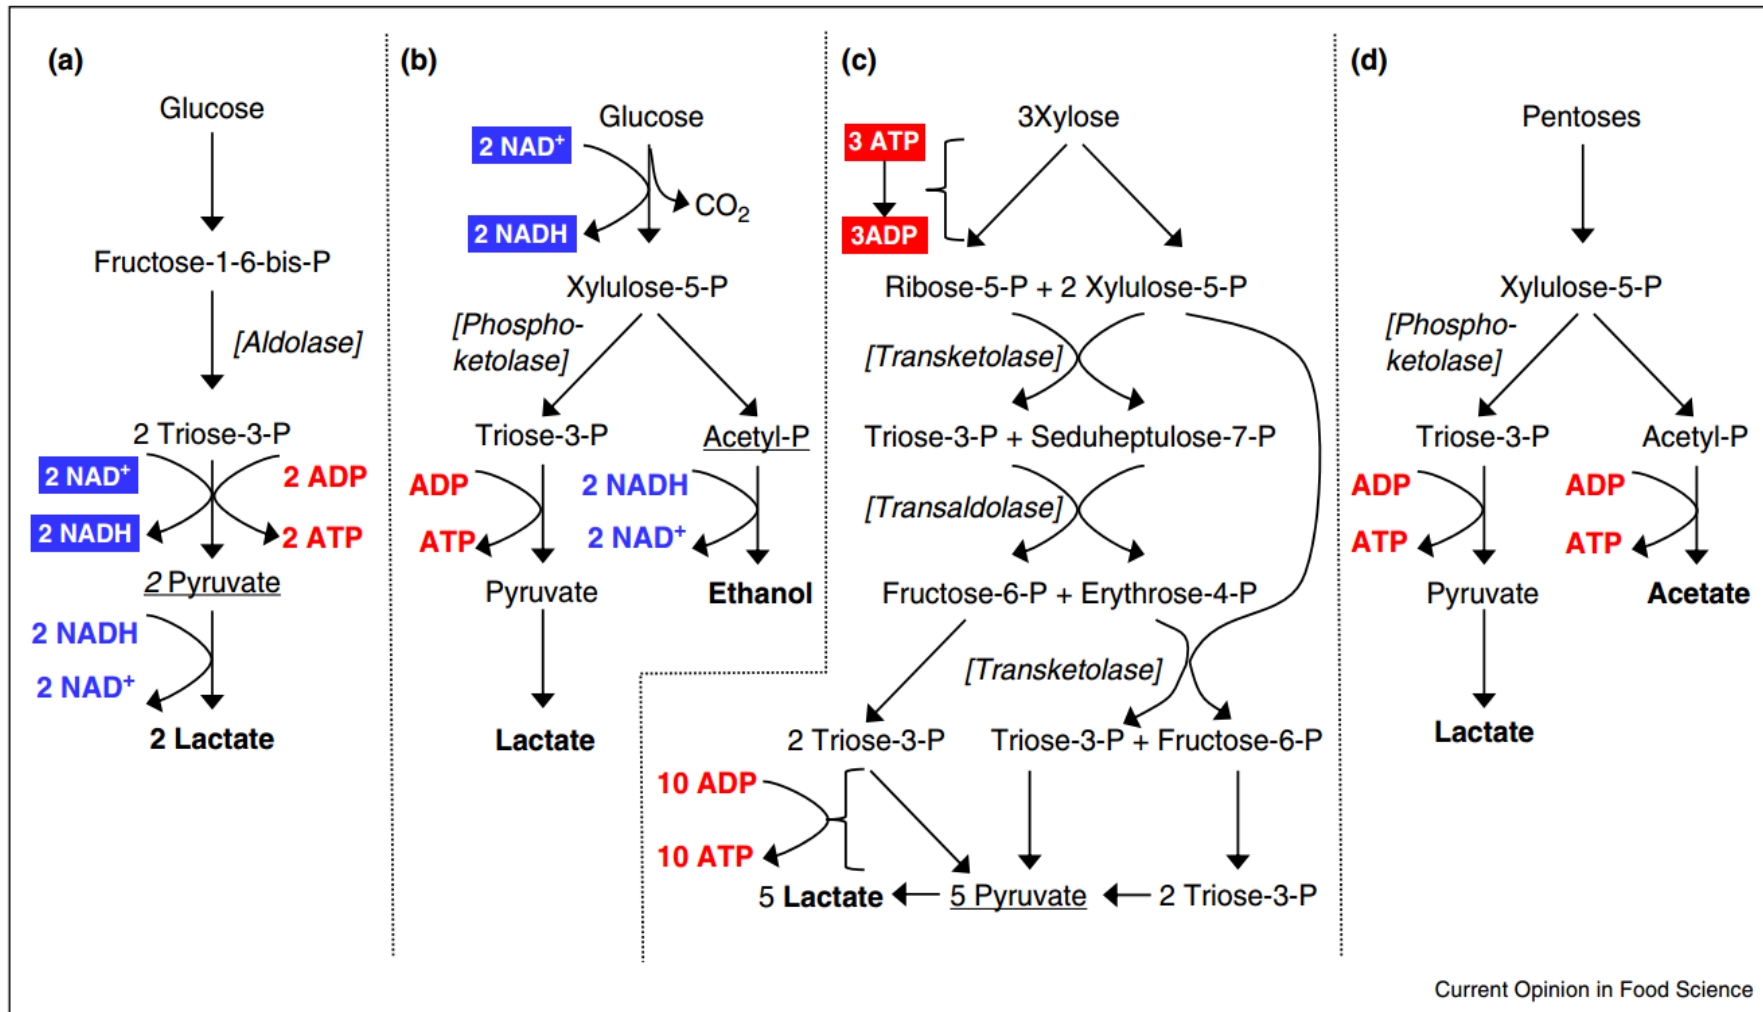 (a)
Glucose
Fructose-1-6-bis-P
[Aldolase]
2 Triose-3-P
2 NAD⁺
2 ADP
2 NADH
2 ATP
2 Pyruvate
2 NADH
2 NAD⁺
2 Lactate
(b)
Glucose
2 NAD⁺
CO₂
2 NADH
Xylulose-5-P
[Phospho-
ketolase]
Triose-3-P
Acetyl-P
ADP
2 NADH
ATP
2 NAD⁺
Pyruvate
Ethanol
Lactate
(c)
3Xylose
3 ATP
3ADP
Ribose-5-P + 2 Xylulose-5-P
[Transketolase]
Triose-3-P + Seduheptulose-7-P
[Transaldolase]
Fructose-6-P + Erythrose-4-P
[Transketolase]
2 Triose-3-P
Triose-3-P + Fructose-6-P
10 ADP
10 ATP
5 Lactate
5 Pyruvate
2 Triose-3-P
(d)
Pentoses
Xylulose-5-P
[Phospho-
ketolase]
Triose-3-P
Acetyl-P
ADP
ADP
ATP
ATP
Pyruvate
Acetate
Lactate
Current Opinion in Food Science